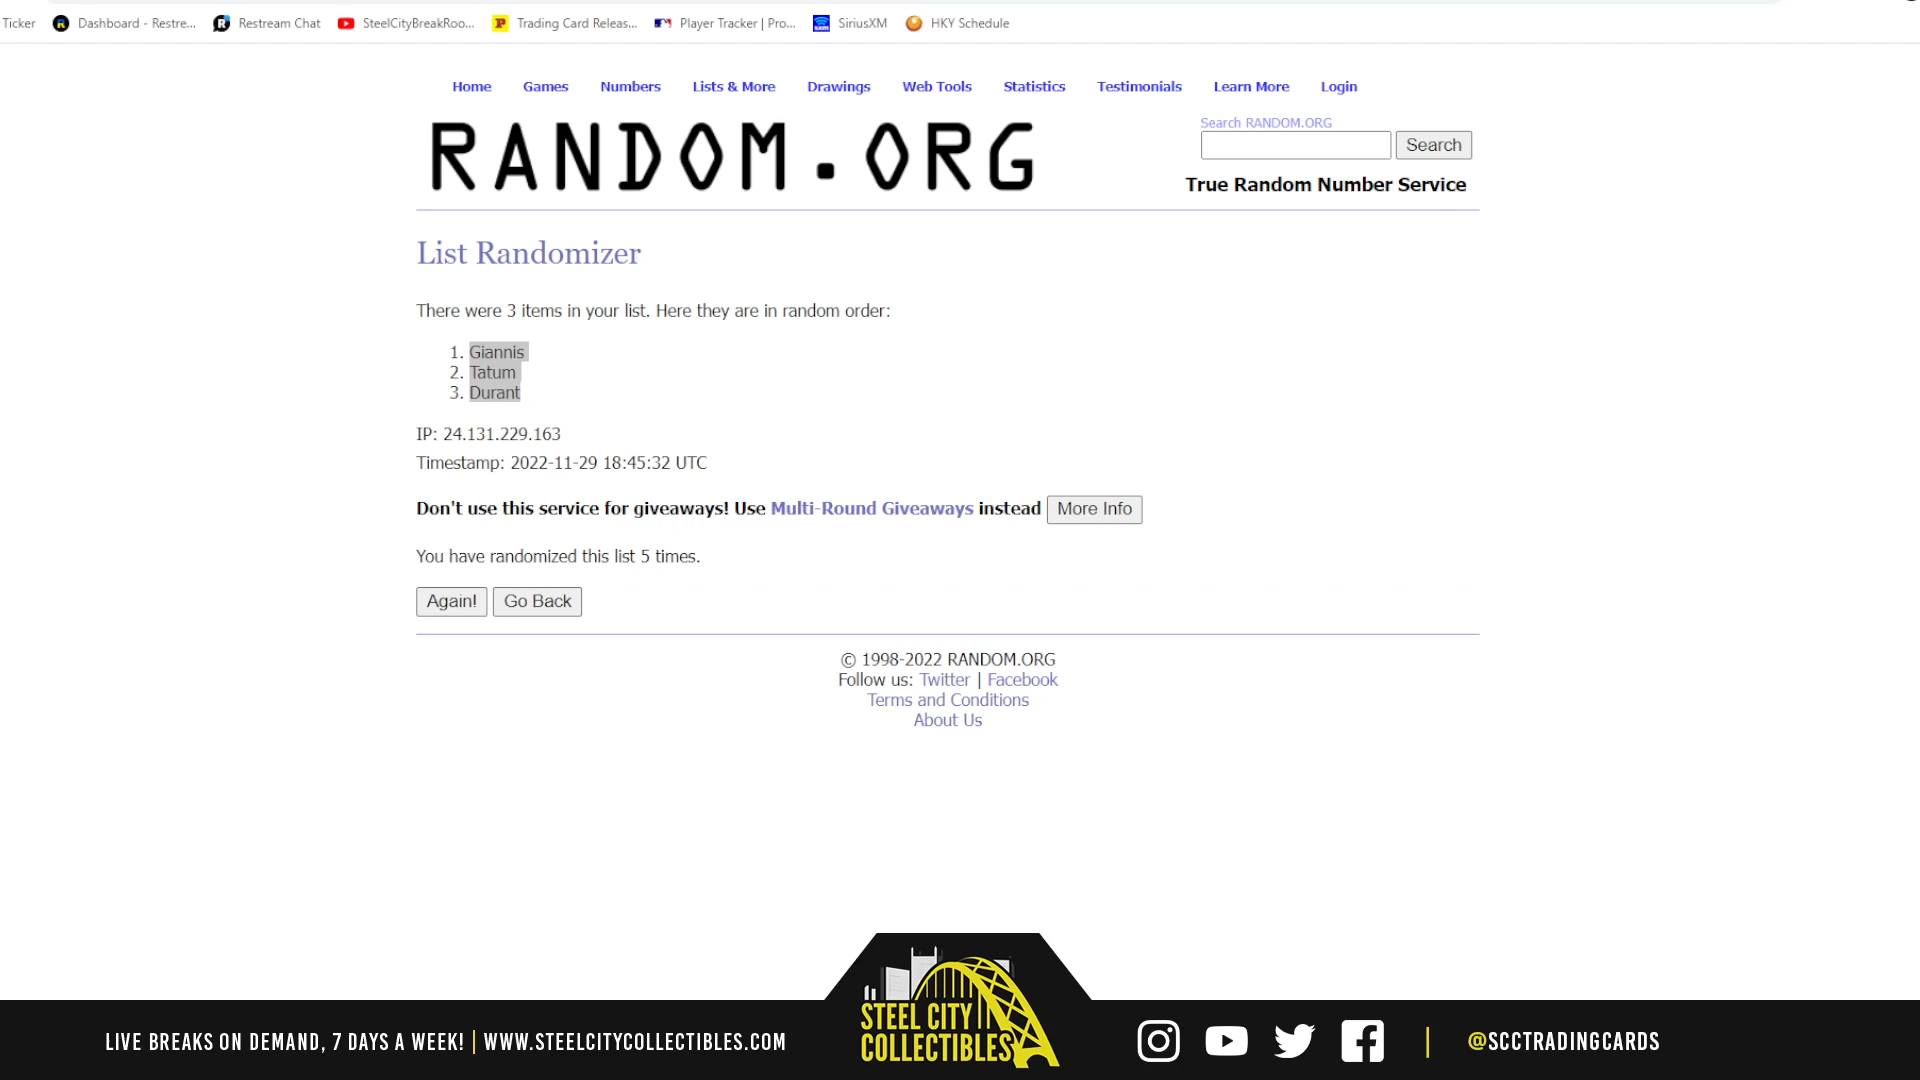 Ticker Dashboard - Restre... Restream Chat SteelCityBreakRoo... Trading Card Releas... Player Tracker | Pro... SiriusXM HKY Schedule
Home Games Numbers Lists & More Drawings Web Tools Statistics Testimonials Learn More Login
RANDOM.ORG
Search RANDOM.ORG
Search
True Random Number Service
List Randomizer
There were 3 items in your list. Here they are in random order:
1. Giannis
2. Tatum
3. Durant
IP: 24.131.229.163
Timestamp: 2022-11-29 18:45:32 UTC
Don't use this service for giveaways! Use Multi-Round Giveaways instead More Info
You have randomized this list 5 times.
Again! Go Back
© 1998-2022 RANDOM.ORG
Follow us: Twitter | Facebook
Terms and Conditions
About Us
LIVE BREAKS ON DEMAND, 7 DAYS A WEEK! | WWW.STEELCITYCOLLECTIBLES.COM
STEEL CITY
COLLECTIBLES
| @SCCTRADINGCARDS